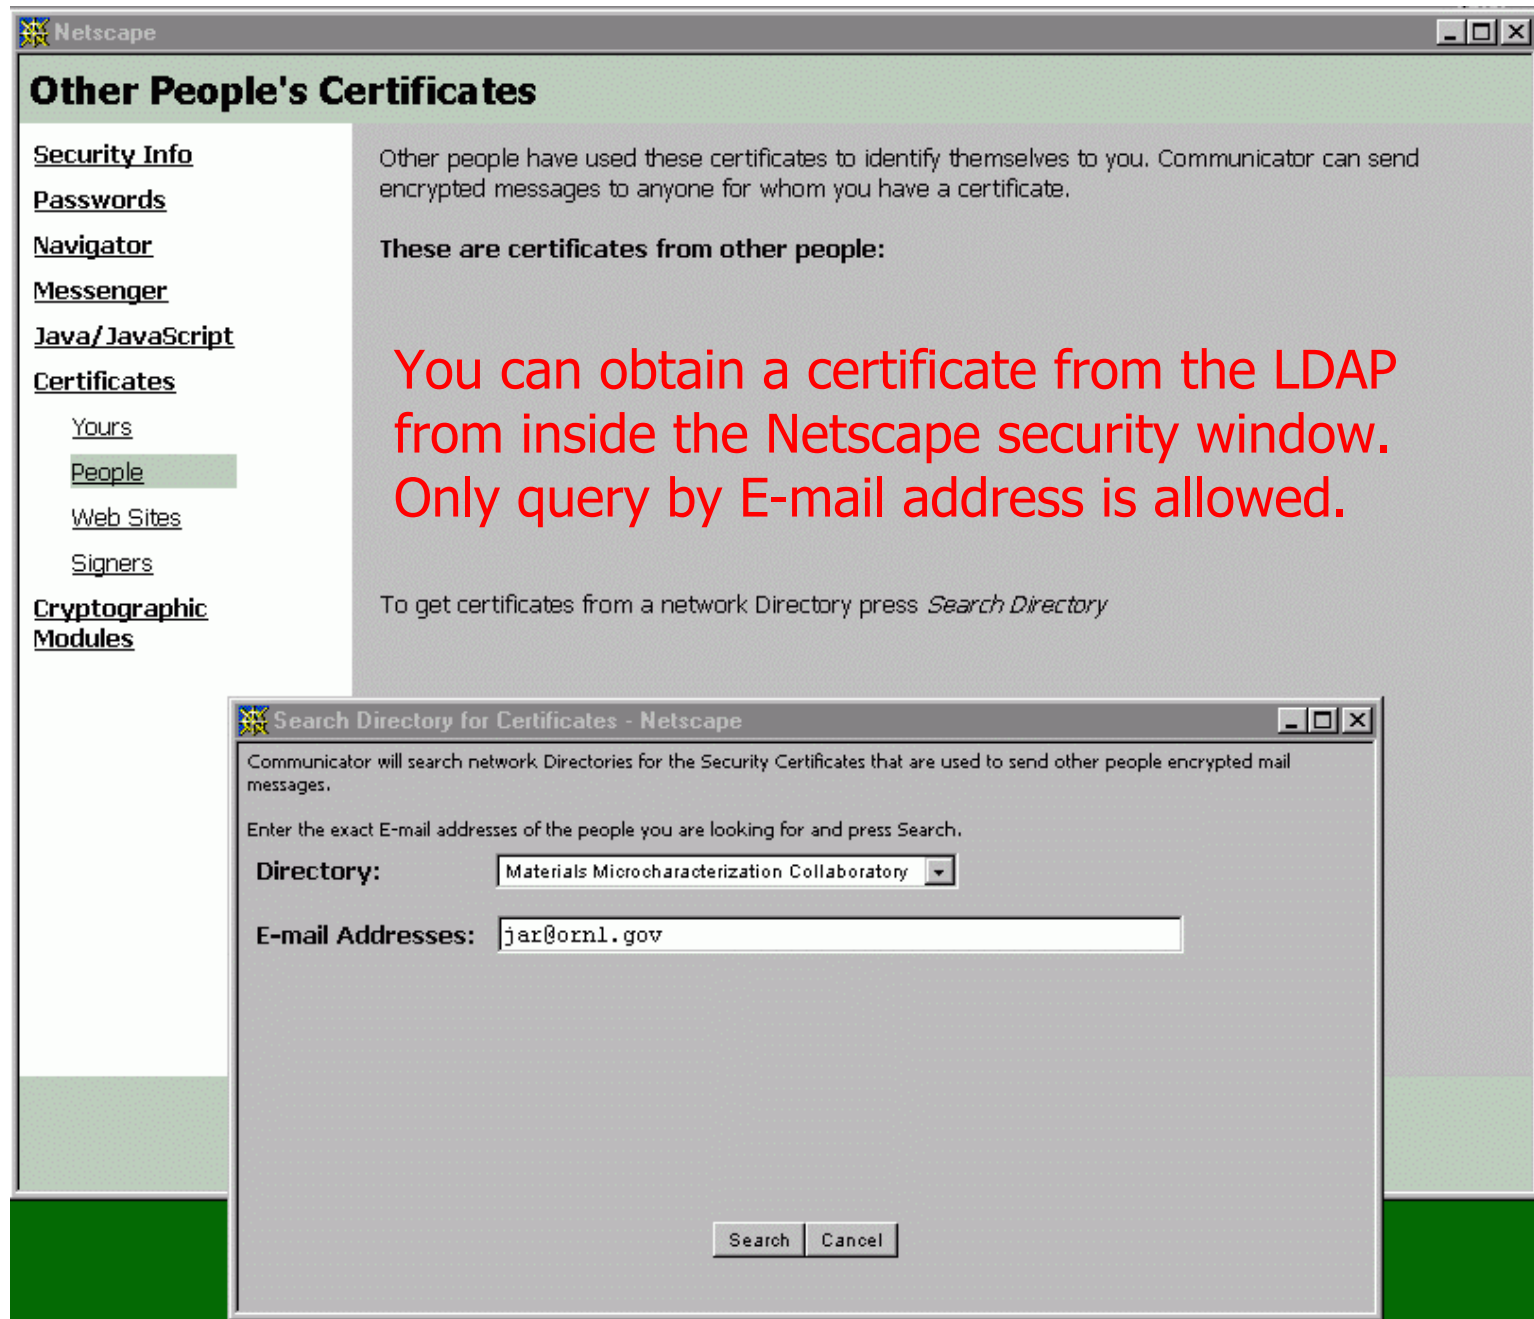 Netscape
Other People's Certificates
Security Info
Passwords
Navigator
Messenger
Java/JavaScript
Certificates
Yours
People
Web Sites
Signers
Cryptographic
Modules
Other people have used these certificates to identify themselves to you. Communicator can send
encrypted messages to anyone for whom you have a certificate.
These are certificates from other people:
You can obtain a certificate from the LDAP
from inside the Netscape security window.
Only query by E-mail address is allowed.
To get certificates from a network Directory press Search Directory
Search Directory for Certificates - Netscape
Communicator will search network Directories for the Security Certificates that are used to send other people encrypted mail
messages.
Enter the exact E-mail addresses of the people you are looking for and press Search.
Directory: Materials Microcharacterization Collaboratory
E-mail Addresses: jar@ornl.gov
Search Cancel